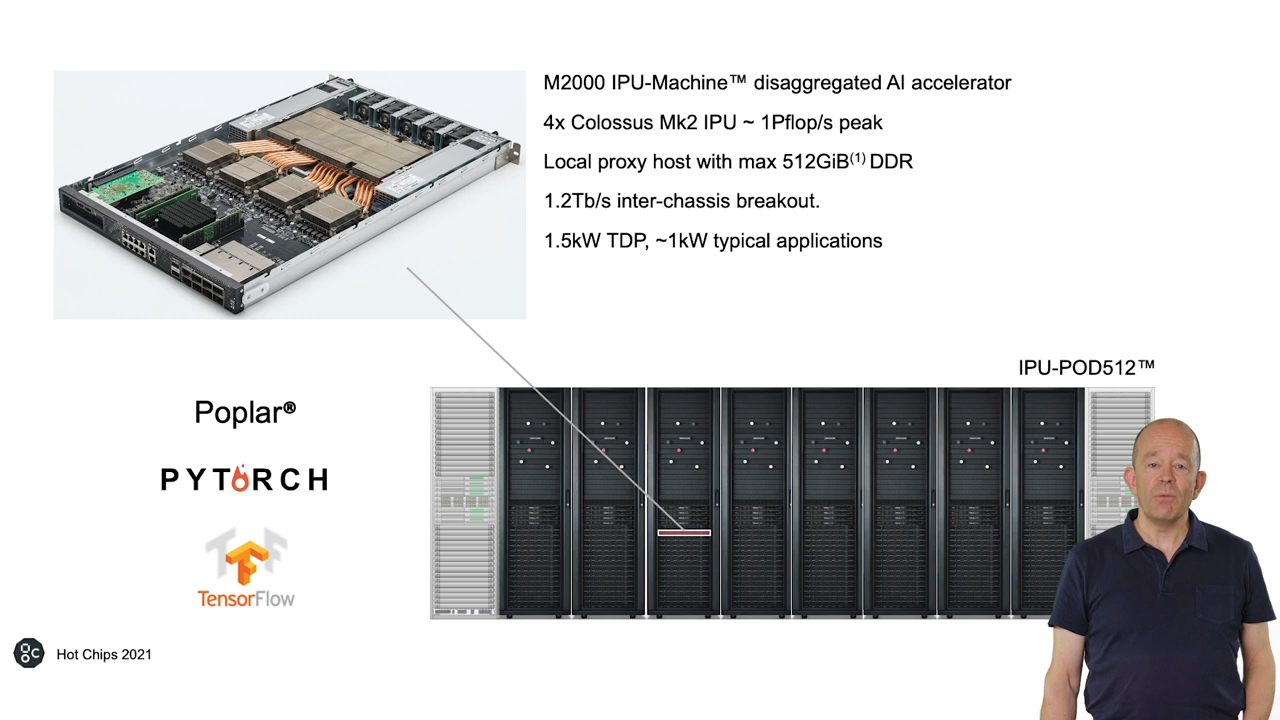 M2000 IPU-Machine™ disaggregated AI accelerator
4x Colossus Mk2 IPU ~ 1Pflop/s peak
Local proxy host with max 512GiB⁽¹⁾ DDR
1.2Tb/s inter-chassis breakout.
1.5kW TDP, ~1kW typical applications
IPU-POD512™
Poplar®
PYTORCH
TensorFlow
gc
Hot Chips 2021